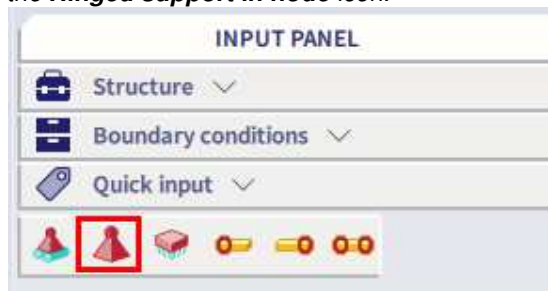 the Hinged Support in node icon.
INPUT PANEL
Structure
Boundary conditions
Quick input